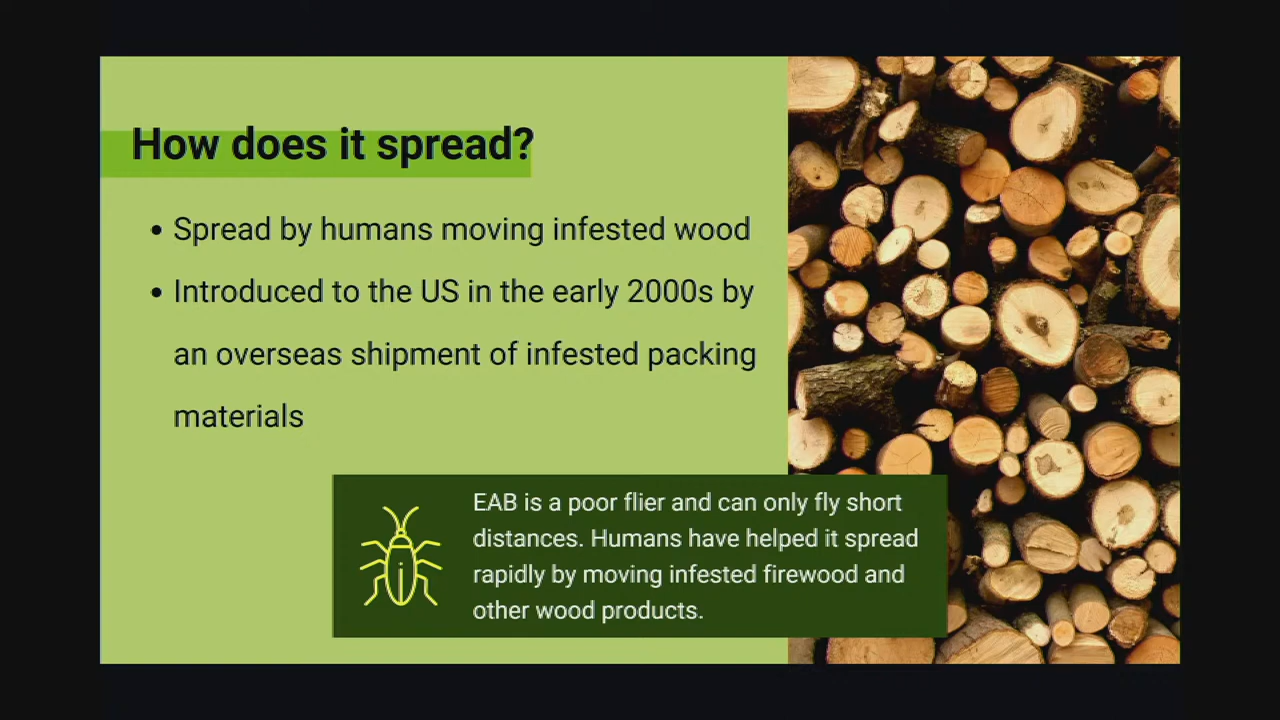 How does it spread?
Spread by humans moving infested wood
Introduced to the US in the early 2000s by
an overseas shipment of infested packing
materials
EAB is a poor flier and can only fly short
distances. Humans have helped it spread
rapidly by moving infested firewood and
other wood products.